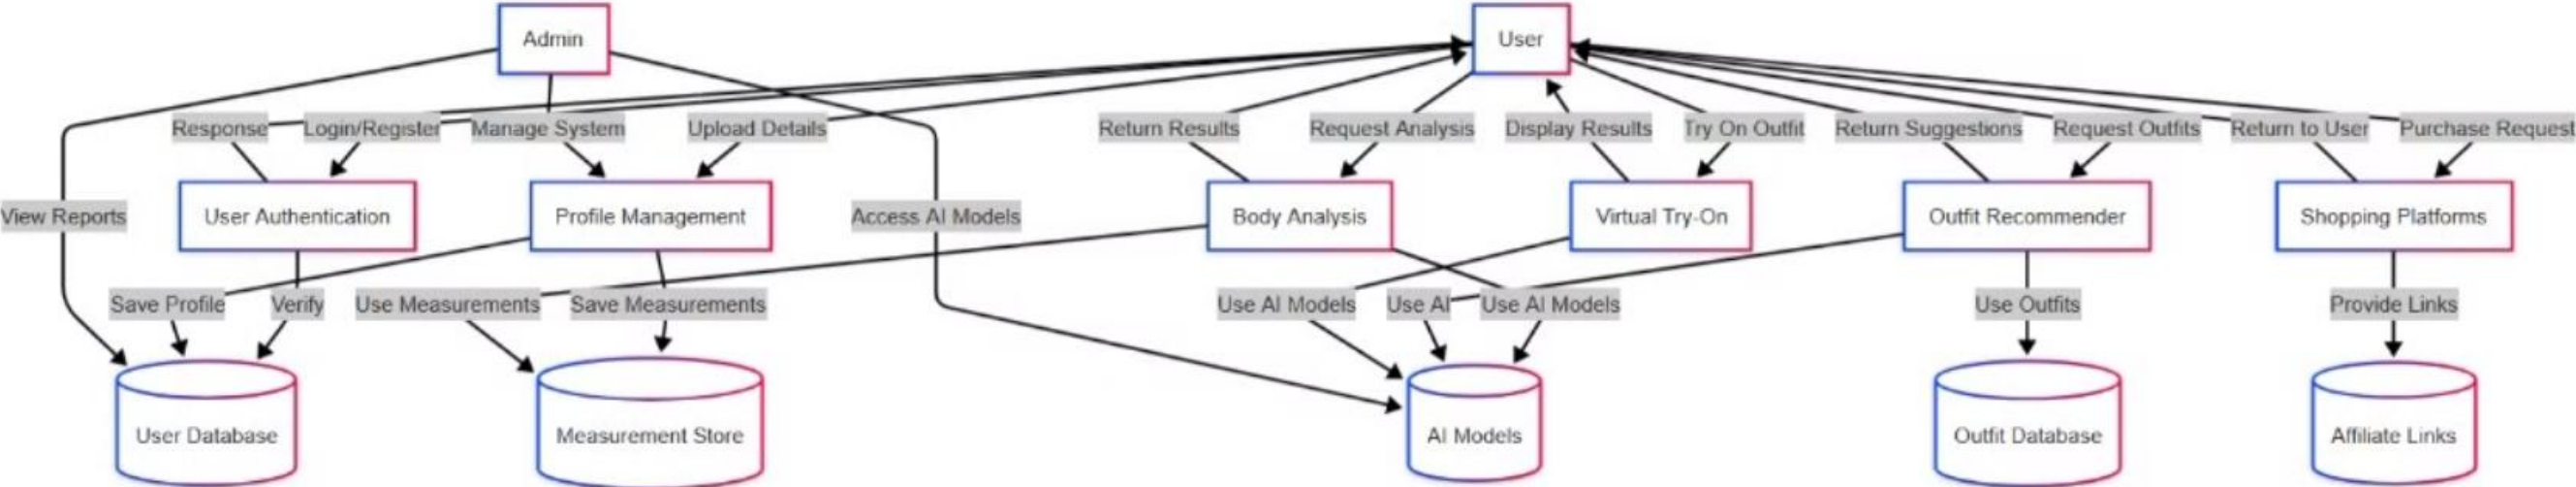 Admin
User
Response
Login/Register
Manage System
Upload Details
Return Results
Request Analysis
Display Results
Try On Outfit
Return Suggestions
Request Outfits
Return to User
Purchase Request
View Reports
User Authentication
Profile Management
Access AI Models
Body Analysis
Virtual Try-On
Outfit Recommender
Shopping Platforms
Save Profile
Verify
Use Measurements
Save Measurements
Use AI Models
Use AI
Use AI Models
Use Outfits
Provide Links
User Database
Measurement Store
AI Models
Outfit Database
Affiliate Links